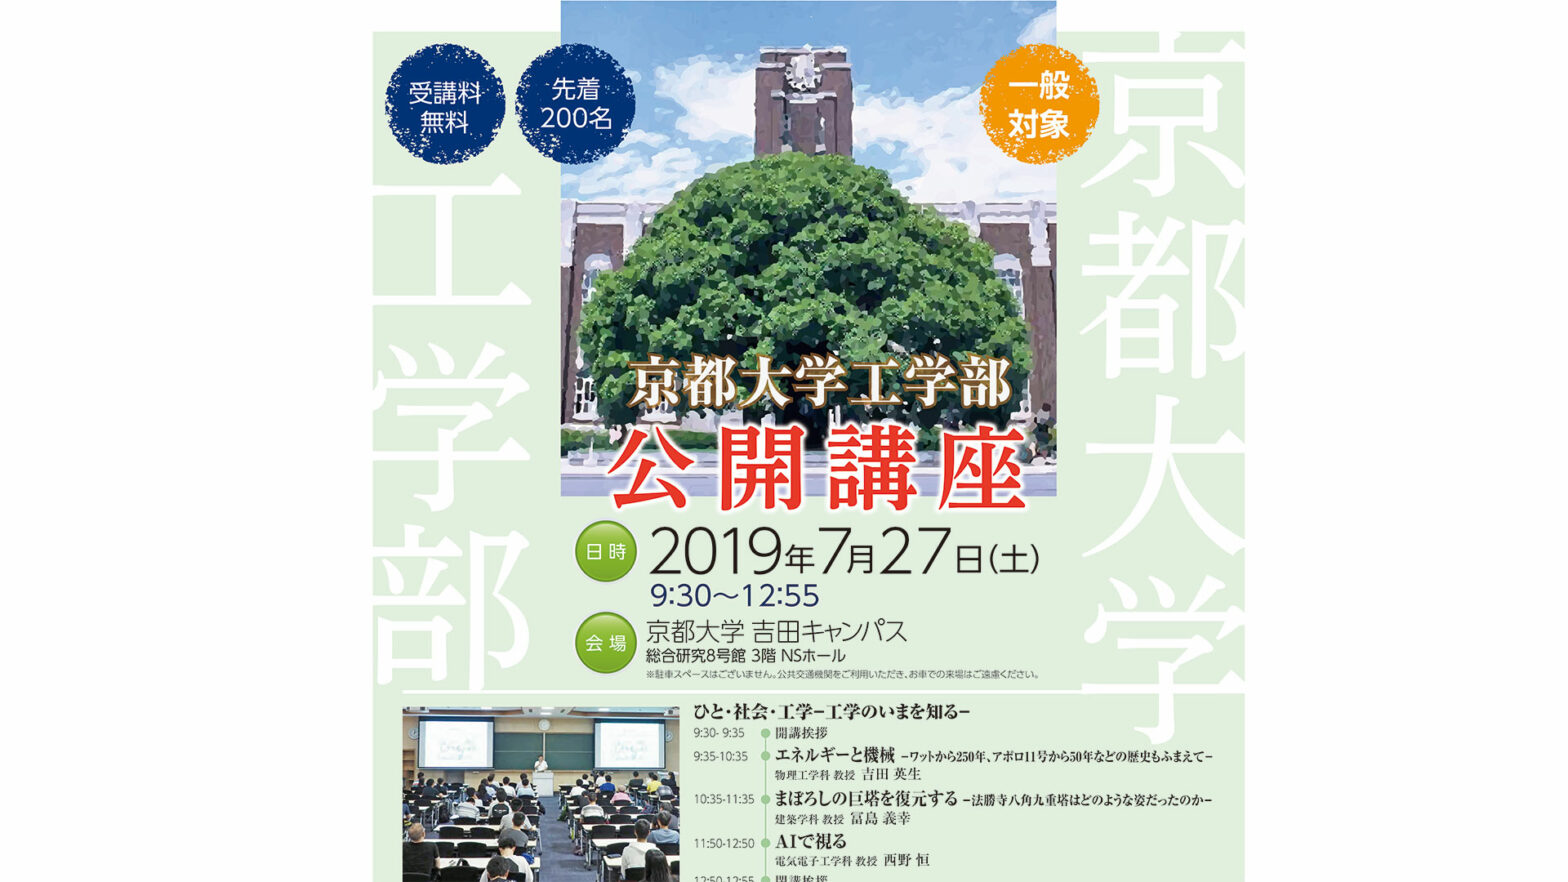 受講料
無料
先着
200名
一般
対象
京都大学
工学部
京都大学工学部
公開講座
日時
2019年7月27日(土)
9:30～12:55
会場
京都大学 吉田キャンパス
総合研究8号館 3階 NSホール
※駐車スペースはございません。公共交通機関をご利用いただき、お車での来場はご遠慮ください。
ひと・社会・工学−工学のいまを知る−
9:30- 9:35 開講挨拶
9:35-10:35 エネルギーと機械 −ワットから250年、アポロ11号から50年などの歴史もふまえて−
物理工学科 教授 吉田 英生
10:35-11:35 まぼろしの巨塔を復元する −法勝寺八角九重塔はどのような姿だったのか−
建築学科 教授 冨島 義幸
11:50-12:50 AIで視る
電気電子工学科 教授 西野 恒
12:50-12:55 閉講挨拶